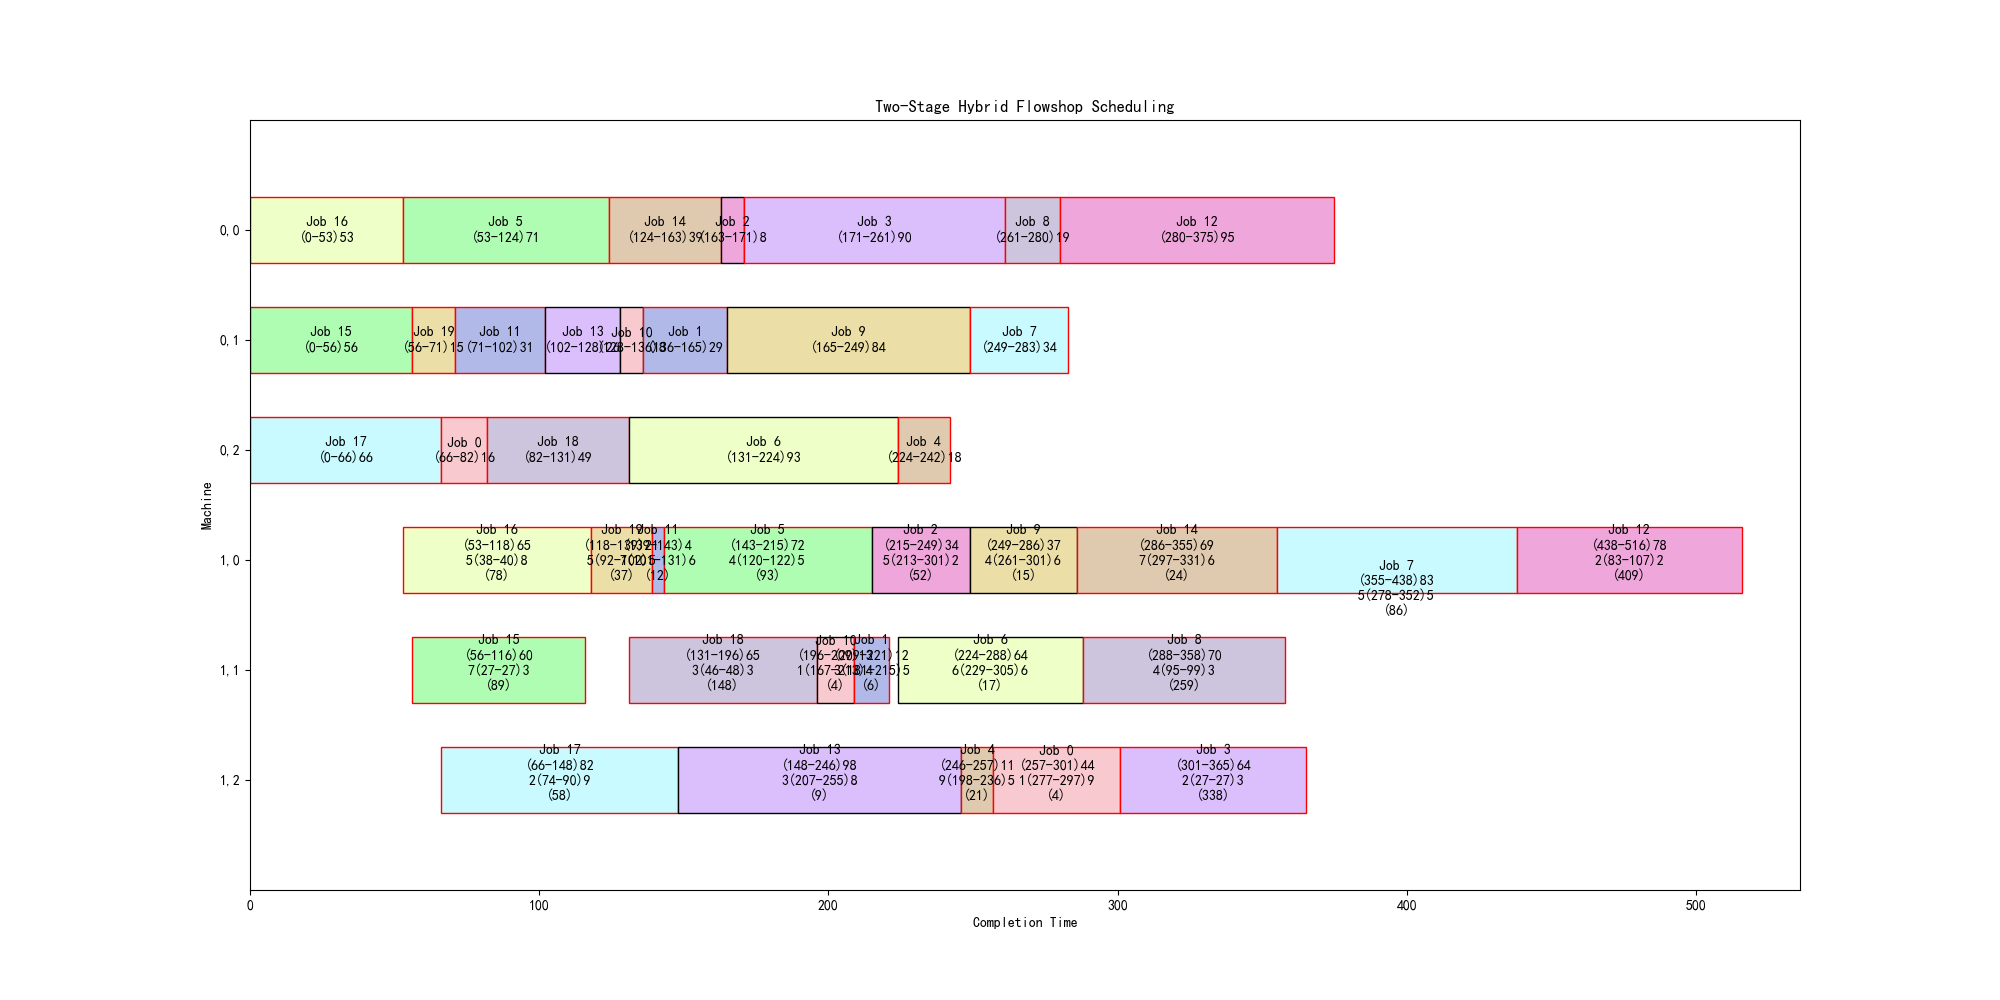 Two-Stage Hybrid Flowshop Scheduling
Machine
0,0
Job 16
(0-53)53
Job 5
(53-124)71
Job 14
(124-163)39
Job 2
(163-171)8
Job 3
(171-261)90
Job 8
(261-280)19
Job 12
(280-375)95
0,1
Job 15
(0-56)56
Job 19
(56-71)15
Job 11
(71-102)31
Job 13
(102-128)26
Job 10
(128-136)8
Job 1
(136-165)29
Job 9
(165-249)84
Job 7
(249-283)34
0,2
Job 17
(0-66)66
Job 0
(66-82)16
Job 18
(82-131)49
Job 6
(131-224)93
Job 4
(224-242)18
1,0
Job 16
(53-118)65
5(38-40)8
(78)
Job 19
(118-139)21
(37)
Job 11
(139-143)4
(12)
Job 5
(143-215)72
4(120-122)5
(93)
Job 2
(215-249)34
5(213-301)2
(52)
Job 9
(249-286)37
4(261-301)6
(15)
Job 14
(286-355)69
7(297-331)6
(24)
Job 7
(355-438)83
5(278-352)5
(86)
Job 12
(438-516)78
2(83-107)2
(409)
1,1
Job 15
(56-116)60
7(27-27)3
(89)
Job 18
(131-196)65
3(46-48)3
(148)
Job 10
(196-209)13
(4)
Job 1
(209-221)12
(6)
Job 6
(224-288)64
6(229-305)6
(17)
Job 8
(288-358)70
4(95-99)3
(259)
1,2
Job 17
(66-148)82
2(74-90)9
(58)
Job 13
(148-246)98
3(207-255)8
(9)
Job 4
(246-257)11
9(198-236)5
(21)
Job 0
(257-301)44
1(277-297)9
(4)
Job 3
(301-365)64
2(27-27)3
(338)
0
100
200
300
400
500
Completion Time